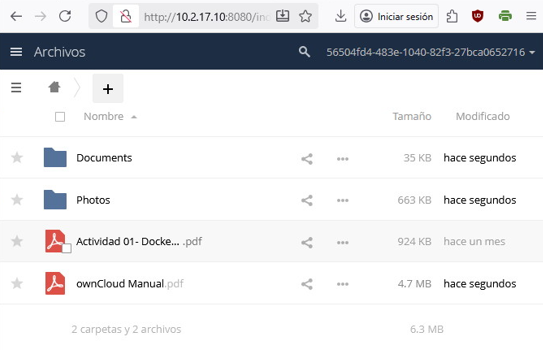 http://10.2.17.10:8080/in
Iniciar sesión
Archivos
56504fd4-483e-1040-82f3-27bca0652716
Nombre Tamaño Modificado
Documents 35 KB hace segundos
Photos 663 KB hace segundos
Actividad 01- Docke... .pdf 924 KB hace un mes
ownCloud Manual.pdf 4.7 MB hace segundos
2 carpetas y 2 archivos 6.3 MB